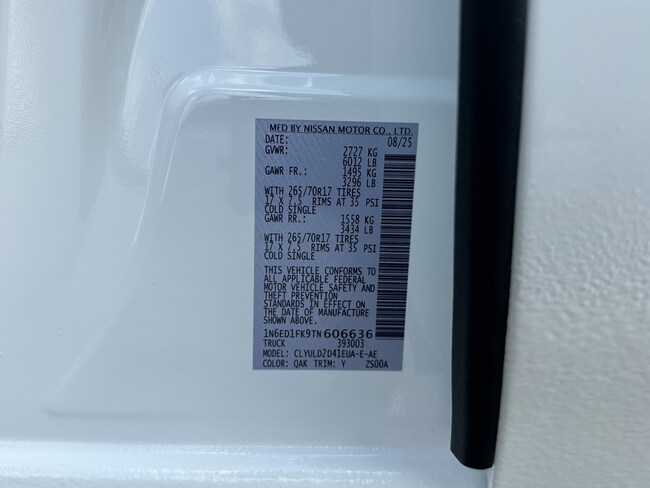 MFD BY NISSAN MOTOR CO., LTD.
DATE: 08/25
GVWR: 2727 KG
6012 LB
GAWR FR.: 1495 KG
3296 LB
WITH 265/70R17 TIRES
17 X 7.5 RIMS AT 35 PSI
COLD SINGLE
GAWR RR.: 1558 KG
3434 LB
WITH 265/70R17 TIRES
17 X 7.5 RIMS AT 35 PSI
COLD SINGLE
THIS VEHICLE CONFORMS TO
ALL APPLICABLE FEDERAL
MOTOR VEHICLE SAFETY AND
THEFT PREVENTION
STANDARDS IN EFFECT ON
THE DATE OF MANUFACTURE
SHOWN ABOVE.
1N6ED1FK9TN606636
TRUCK 393003
MODEL: CLYULD2D41EUA-E-AE
COLOR: QAK TRIM: Y ZS00A